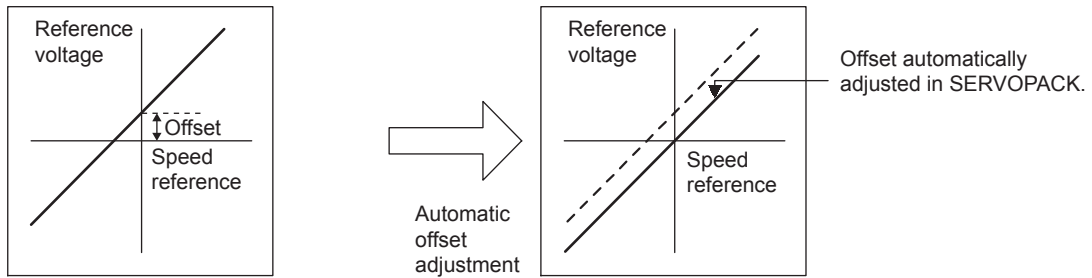 Reference
voltage
Offset
Speed
reference
Automatic
offset
adjustment
Reference
voltage
Speed
reference
Offset automatically
adjusted in SERVOPACK.